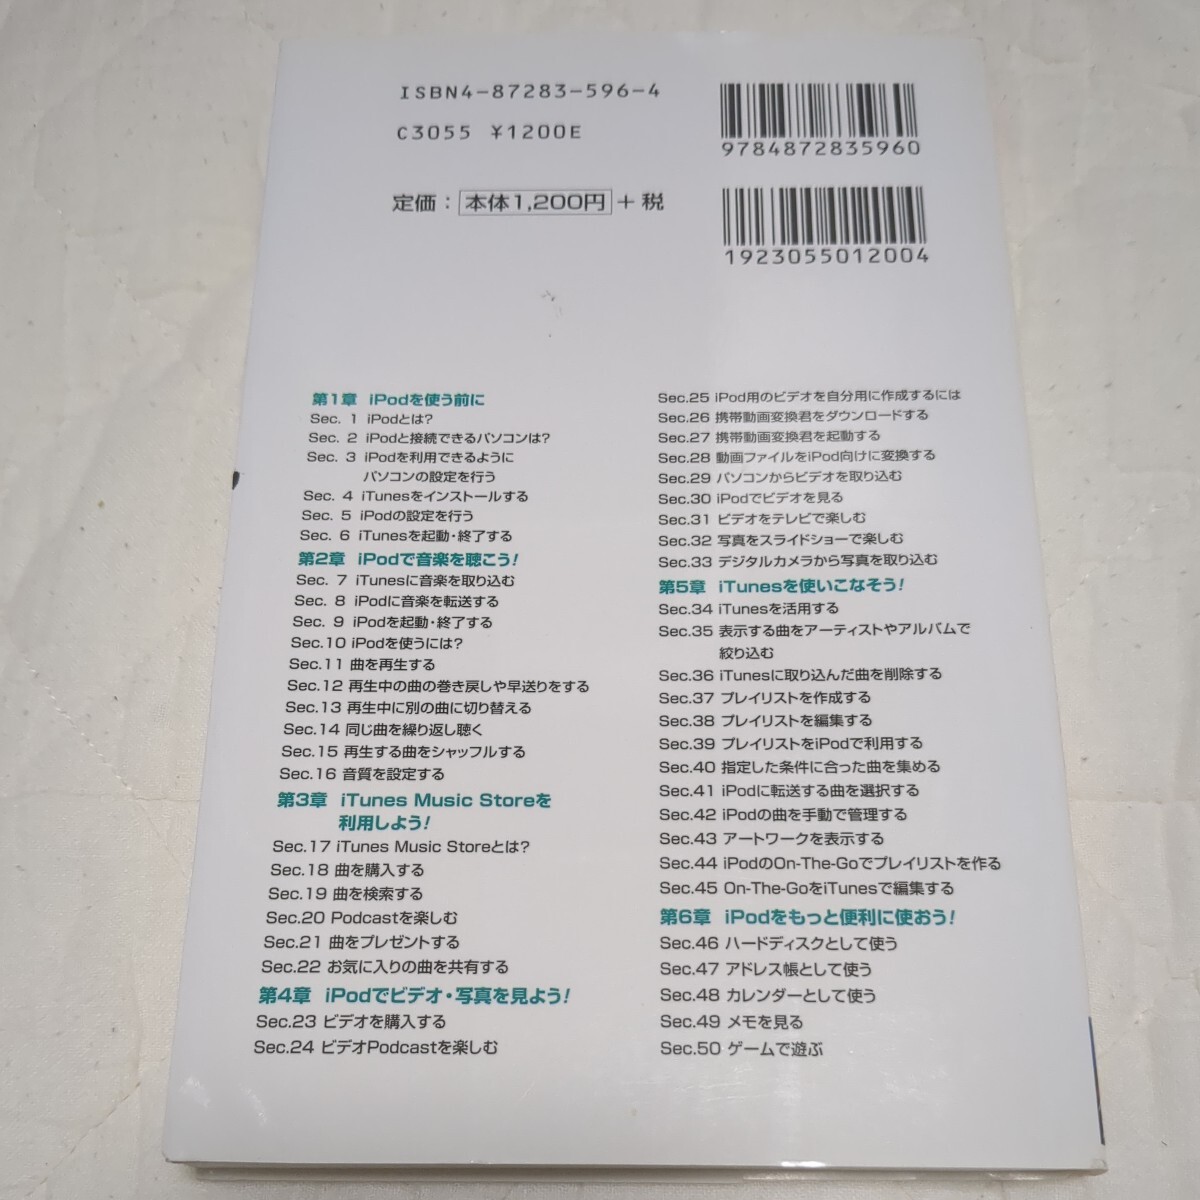 ISBN4-87283-596-4
C3055 ¥1200E
定価：本体1,200円＋税
9784872835960
1923055012004
第1章 iPodを使う前に
Sec. 1 iPodとは?
Sec. 2 iPodと接続できるパソコンは?
Sec. 3 iPodを利用できるように
パソコンの設定を行う
Sec. 4 iTunesをインストールする
Sec. 5 iPodの設定を行う
Sec. 6 iTunesを起動・終了する
第2章 iPodで音楽を聴こう!
Sec. 7 iTunesに音楽を取り込む
Sec. 8 iPodに音楽を転送する
Sec. 9 iPodを起動・終了する
Sec.10 iPodを使うには?
Sec.11 曲を再生する
Sec.12 再生中の曲の巻き戻しや早送りをする
Sec.13 再生中に別の曲に切り替える
Sec.14 同じ曲を繰り返し聴く
Sec.15 再生する曲をシャッフルする
Sec.16 音質を設定する
第3章 iTunes Music Storeを
利用しよう!
Sec.17 iTunes Music Storeとは?
Sec.18 曲を購入する
Sec.19 曲を検索する
Sec.20 Podcastを楽しむ
Sec.21 曲をプレゼントする
Sec.22 お気に入りの曲を共有する
第4章 iPodでビデオ・写真を見よう!
Sec.23 ビデオを購入する
Sec.24 ビデオPodcastを楽しむ
Sec.25 iPod用のビデオを自分用に作成するには
Sec.26 携帯動画変換君をダウンロードする
Sec.27 携帯動画変換君を起動する
Sec.28 動画ファイルをiPod向けに変換する
Sec.29 パソコンからビデオを取り込む
Sec.30 iPodでビデオを見る
Sec.31 ビデオをテレビで楽しむ
Sec.32 写真をスライドショーで楽しむ
Sec.33 デジタルカメラから写真を取り込む
第5章 iTunesを使いこなそう!
Sec.34 iTunesを活用する
Sec.35 表示する曲をアーティストやアルバムで
絞り込む
Sec.36 iTunesに取り込んだ曲を削除する
Sec.37 プレイリストを作成する
Sec.38 プレイリストを編集する
Sec.39 プレイリストをiPodで利用する
Sec.40 指定した条件に合った曲を集める
Sec.41 iPodに転送する曲を選択する
Sec.42 iPodの曲を手動で管理する
Sec.43 アートワークを表示する
Sec.44 iPodのOn-The-Goでプレイリストを作る
Sec.45 On-The-GoをiTunesで編集する
第6章 iPodをもっと便利に使おう!
Sec.46 ハードディスクとして使う
Sec.47 アドレス帳として使う
Sec.48 カレンダーとして使う
Sec.49 メモを見る
Sec.50 ゲームで遊ぶ